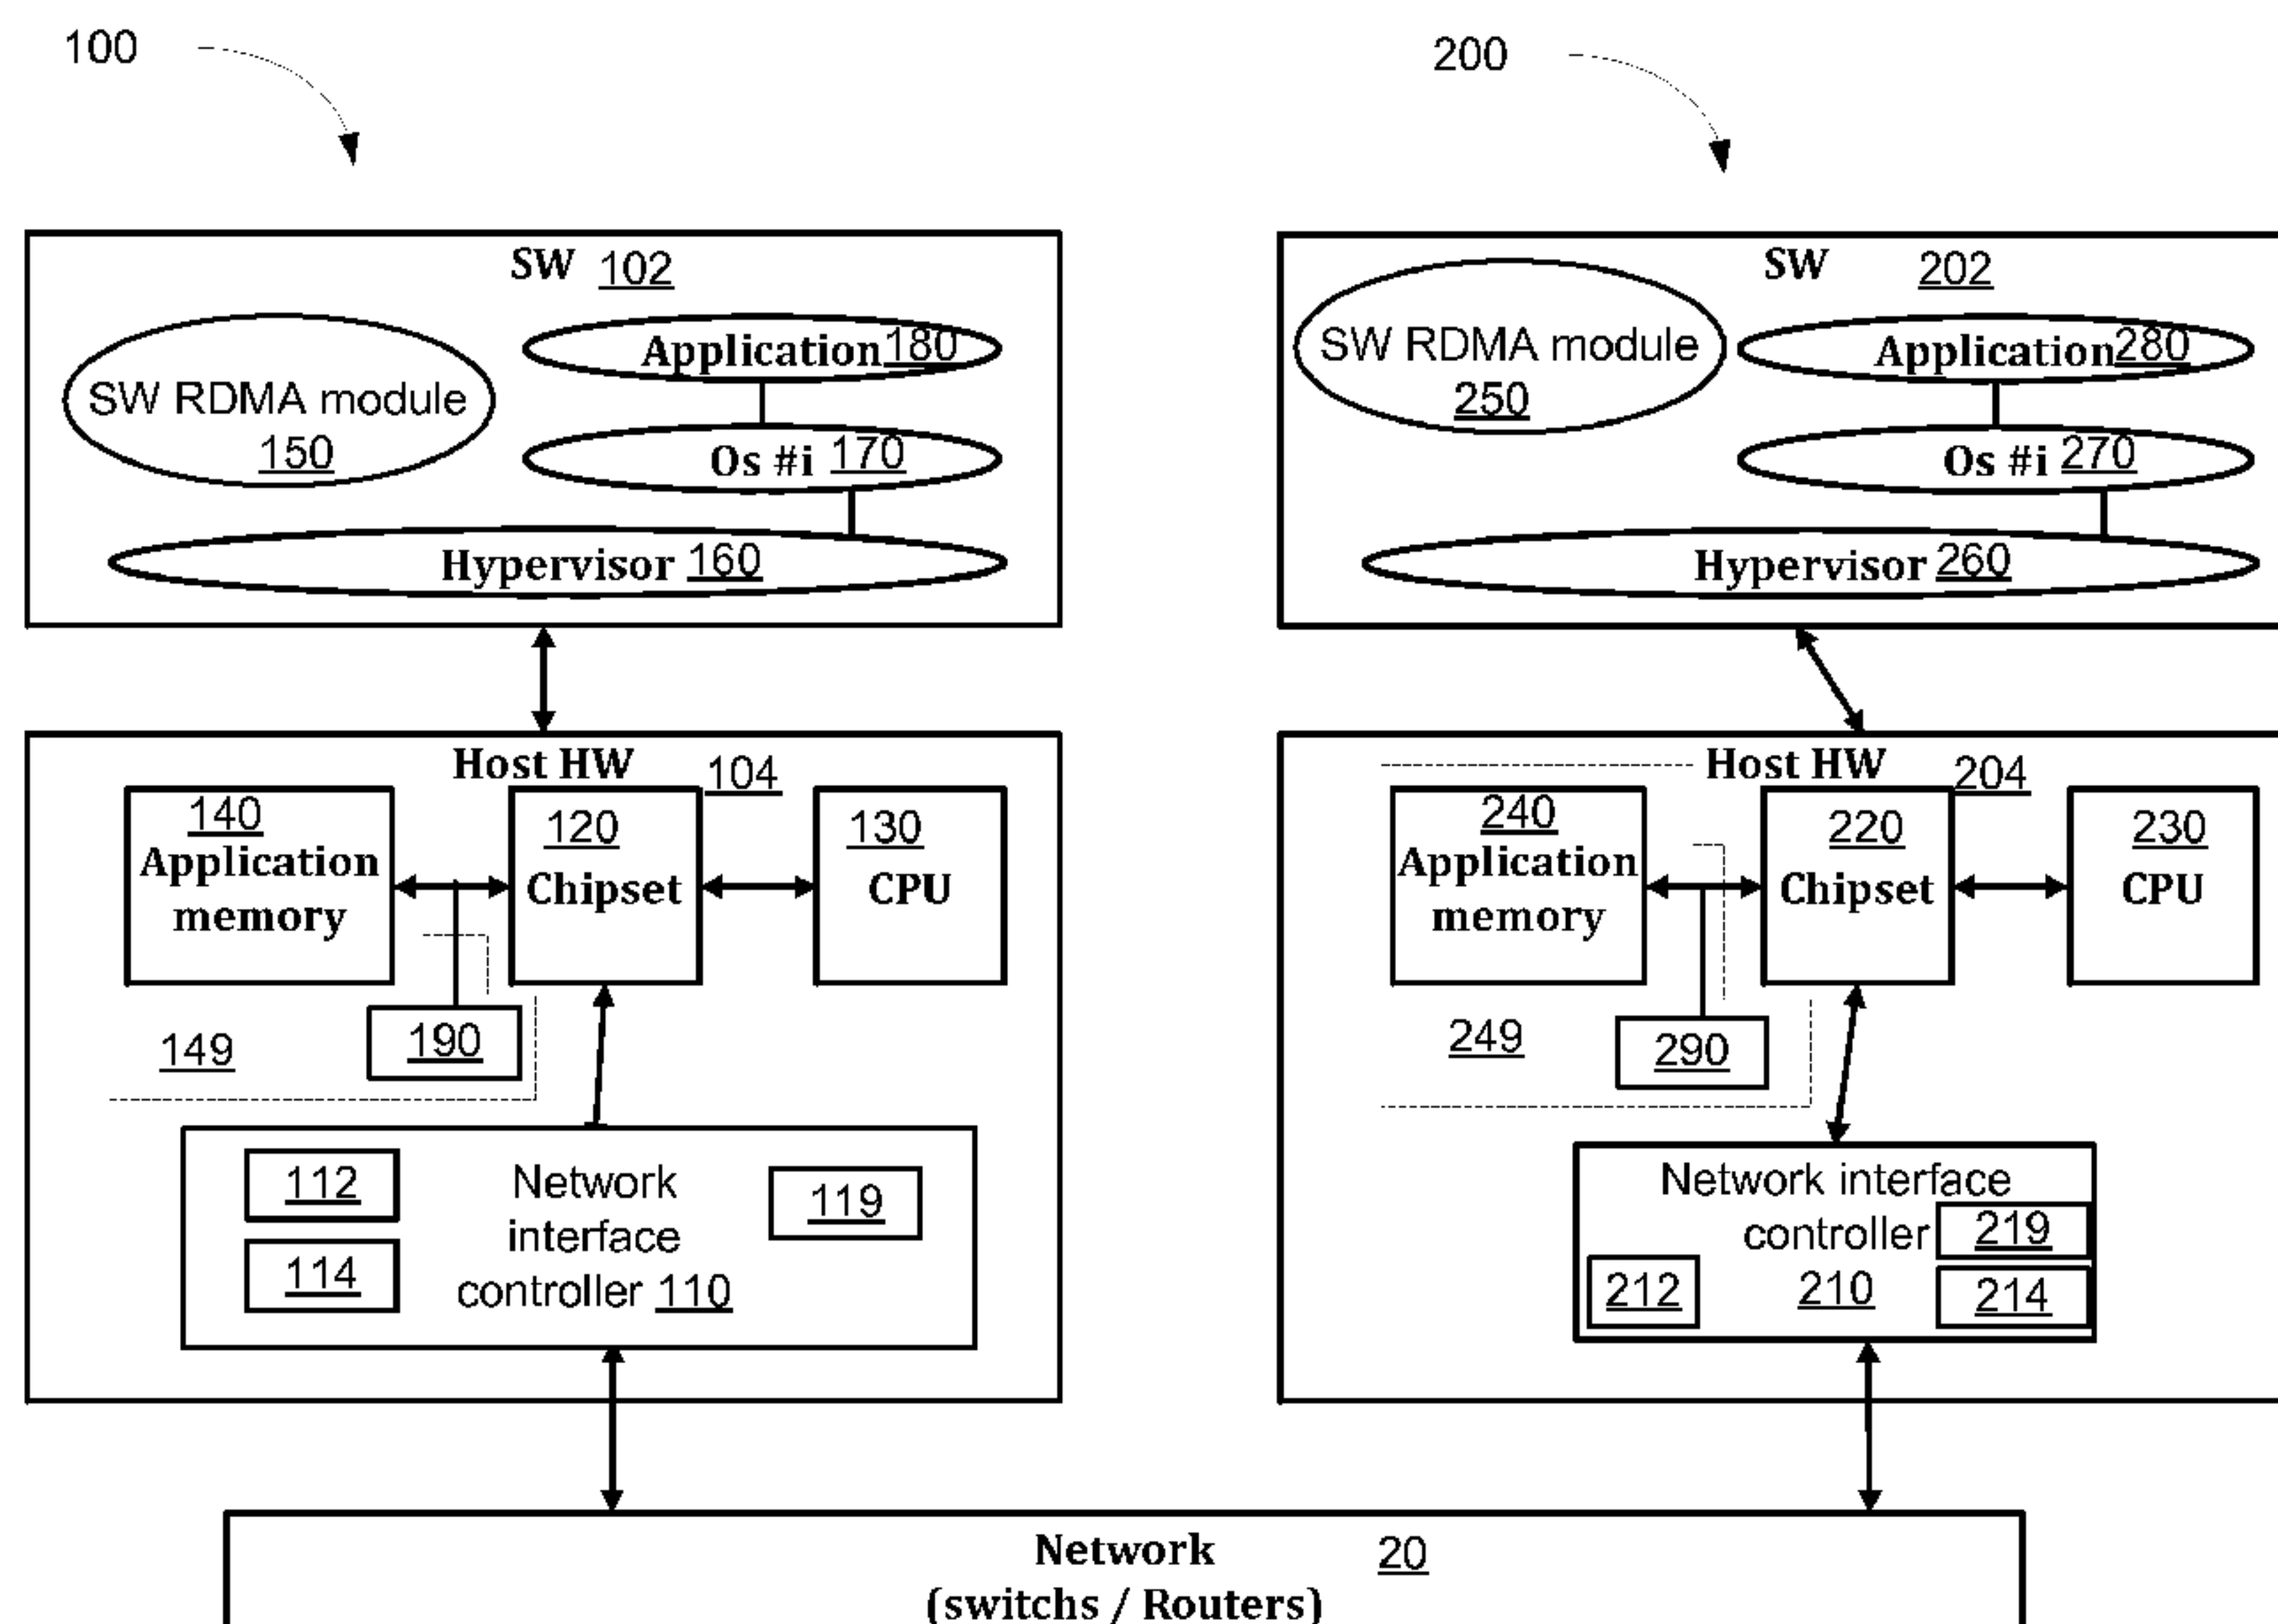 100
200
SW 102
SW RDMA module
150
Application 180
Os #i 170
Hypervisor 160
SW 202
SW RDMA module
250
Application 280
Os #i 270
Hypervisor 260
Host HW
104
140
Application
memory
120
Chipset
130
CPU
190
149
112
114
Network
interface
controller 110
119
Host HW
204
240
Application
memory
220
Chipset
230
CPU
290
249
Network interface
controller
210
219
212
214
Network 20
(switchs / Routers)